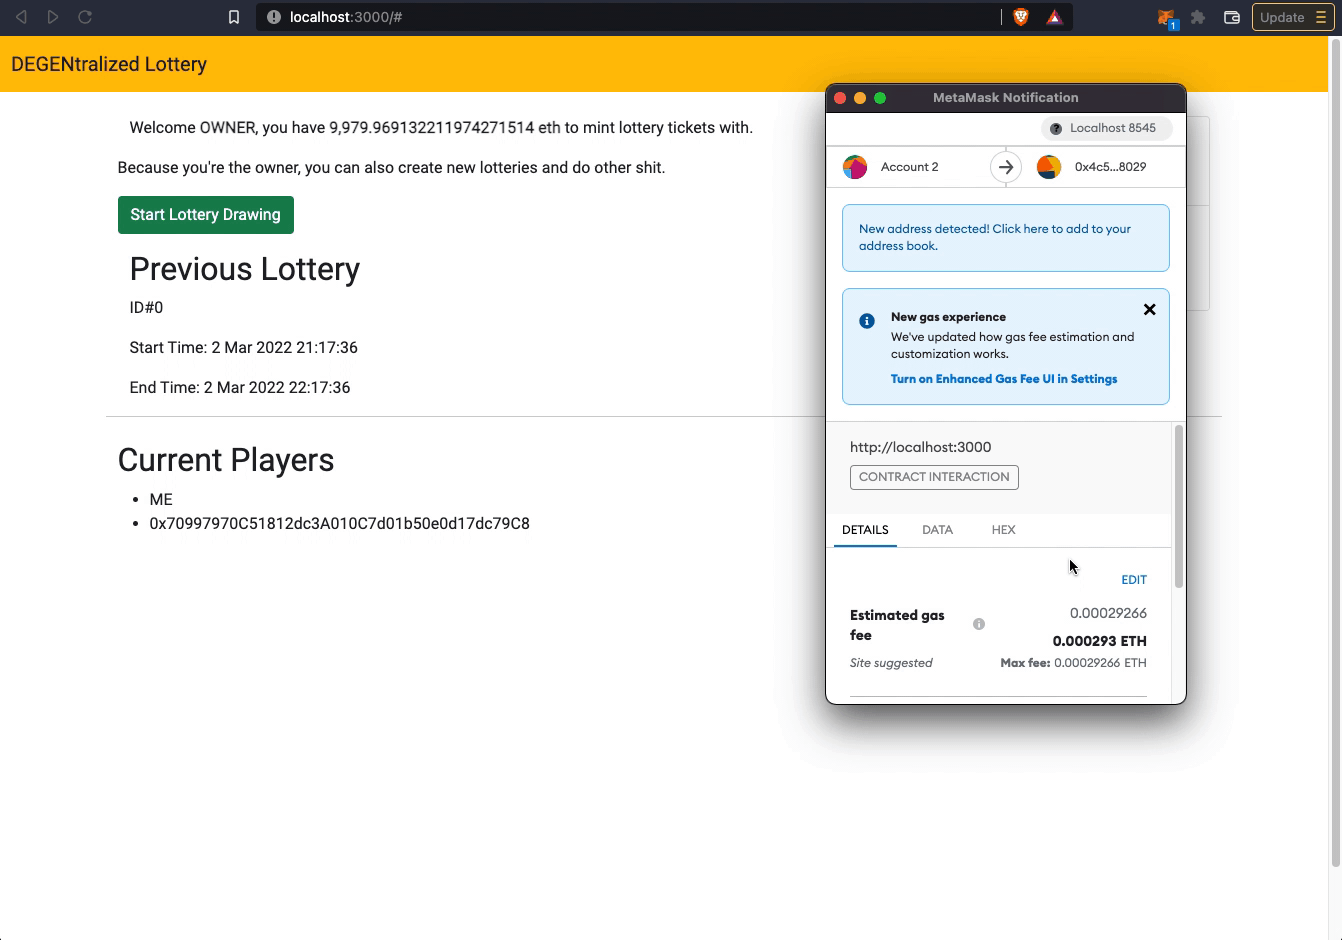 localhost:3000/#
1
Update
DEGENtralized Lottery
Welcome OWNER, you have 9,979.969132211974271514 eth to mint lottery tickets with.
Because you're the owner, you can also create new lotteries and do other shit.
Start Lottery Drawing
Previous Lottery
ID#0
Start Time: 2 Mar 2022 21:17:36
End Time: 2 Mar 2022 22:17:36
Current Players
ME
0x70997970C51812dc3A010C7d01b50e0d17dc79C8
MetaMask Notification
Localhost 8545
Account 2
0x4c5...8029
New address detected! Click here to add to your
address book.
New gas experience
We've updated how gas fee estimation and
customization works.
Turn on Enhanced Gas Fee UI in Settings
http://localhost:3000
CONTRACT INTERACTION
DETAILS DATA HEX
EDIT
Estimated gas
fee
0.00029266
0.000293 ETH
Site suggested
Max fee: 0.00029266 ETH